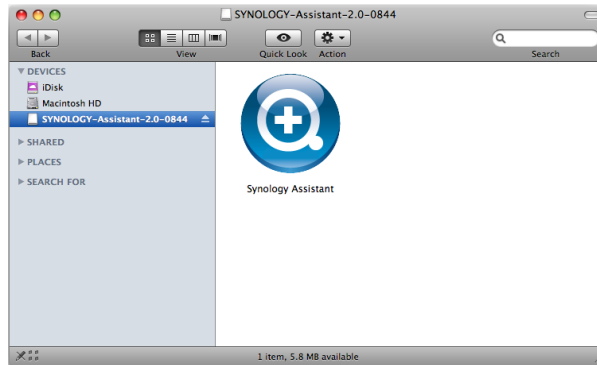 SYNOLOGY-Assistant-2.0-0844
Back
View
Quick Look
Action
Search
DEVICES
iDisk
Macintosh HD
SYNOLOGY-Assistant-2.0-0844
SHARED
PLACES
SEARCH FOR
Synology Assistant
1 item, 5.8 MB available